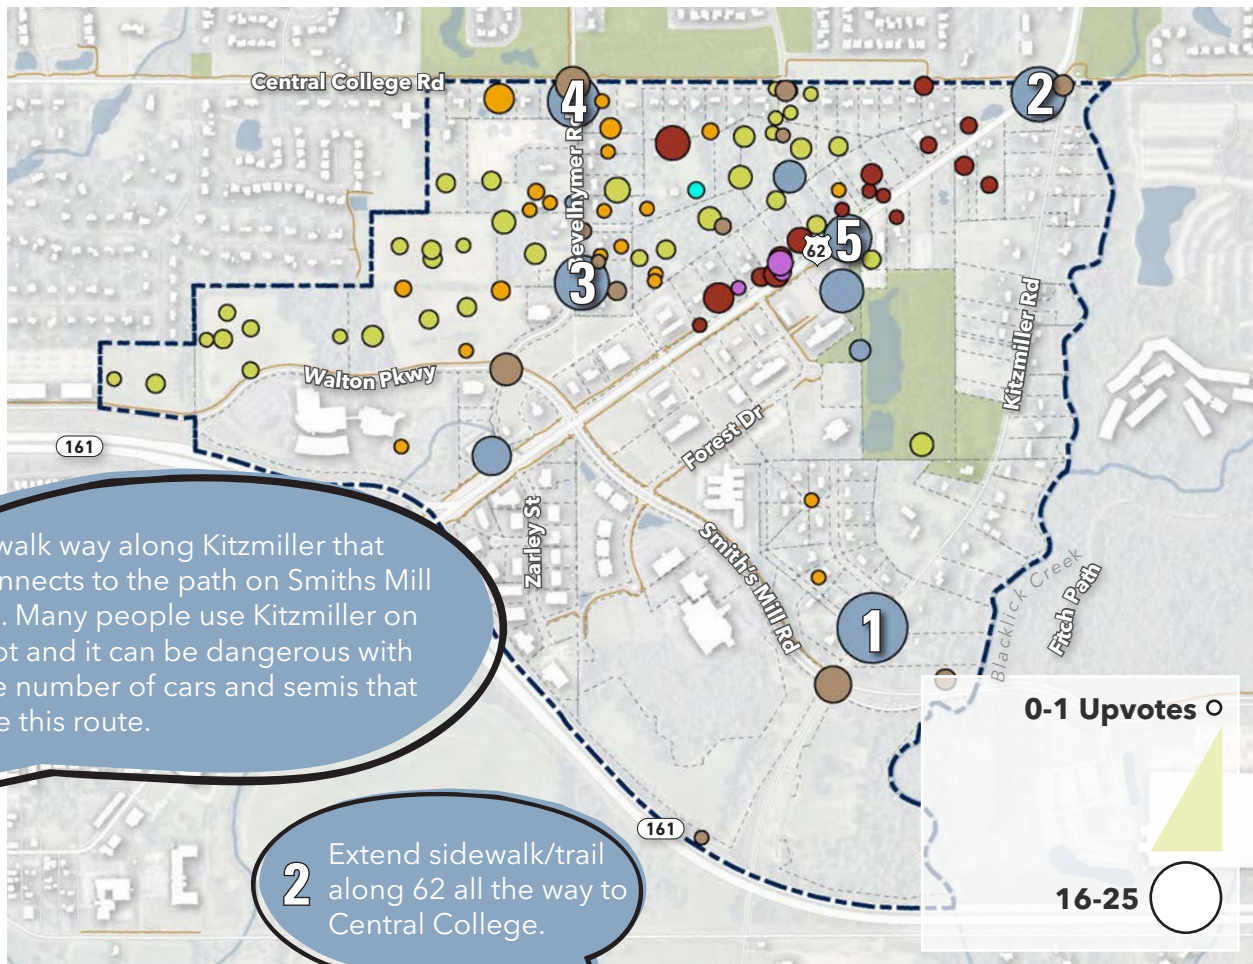 Central College Rd
4
2
Bevelhymer Rd
62
5
3
Kitzmiller Rd
Walton Pkwy
161
Forest Dr
Zarley St
Smith's Mill Rd
1
Blacklick Creek
Fitch Path
walk way along Kitzmiller that
nnects to the path on Smiths Mill
. Many people use Kitzmiller on
ot and it can be dangerous with
e number of cars and semis that
e this route.
161
2
Extend sidewalk/trail
along 62 all the way to
Central College.
0-1 Upvotes
16-25